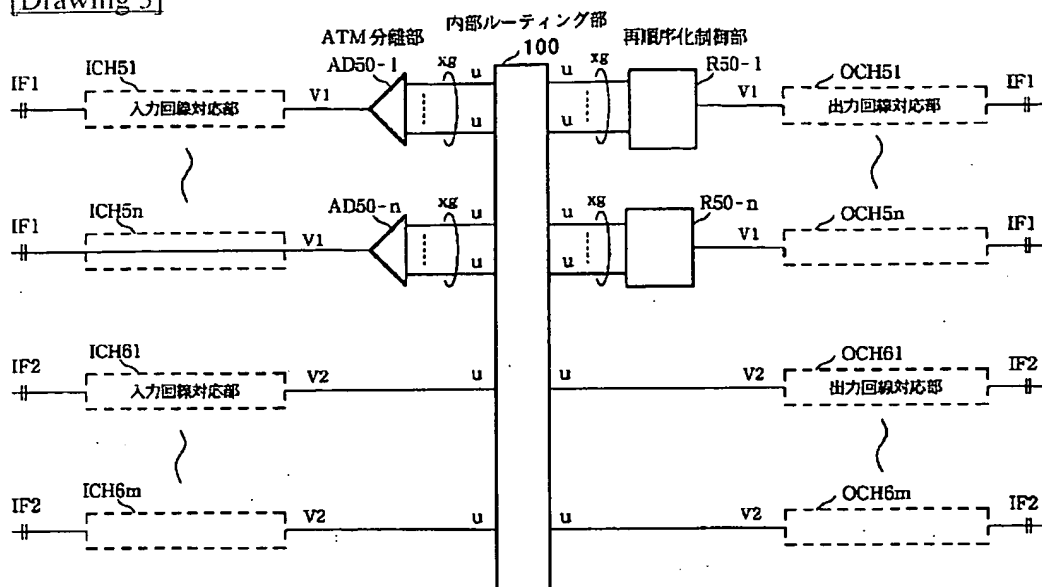 [Drawing 5]
内部ルーティング部
ATM 分離部
再順序化制御部
100
IF1
ICH51
入力回線対応部
V1
AD50-1
xg
u
u
u
xg
u
R50-1
V1
OCH51
出力回線対応部
IF1
IF1
ICH5n
V1
AD50-n
xg
u
u
u
xg
u
R50-n
V1
OCH5n
IF1
IF2
ICH61
入力回線対応部
V2
u
u
V2
OCH61
出力回線対応部
IF2
IF2
ICH6m
V2
u
u
V2
OCH6m
IF2